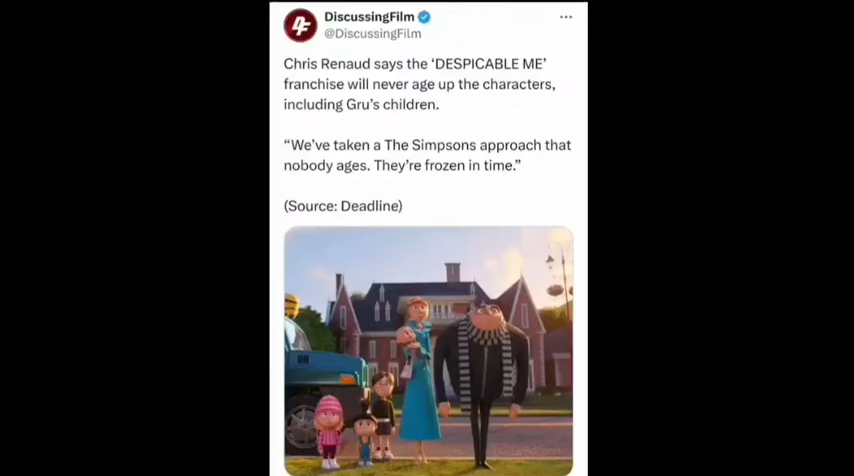 DiscussingFilm
@DiscussingFilm
Chris Renaud says the ‘DESPICABLE ME’
franchise will never age up the characters,
including Gru’s children.
“We’ve taken a The Simpsons approach that
nobody ages. They’re frozen in time.”
(Source: Deadline)